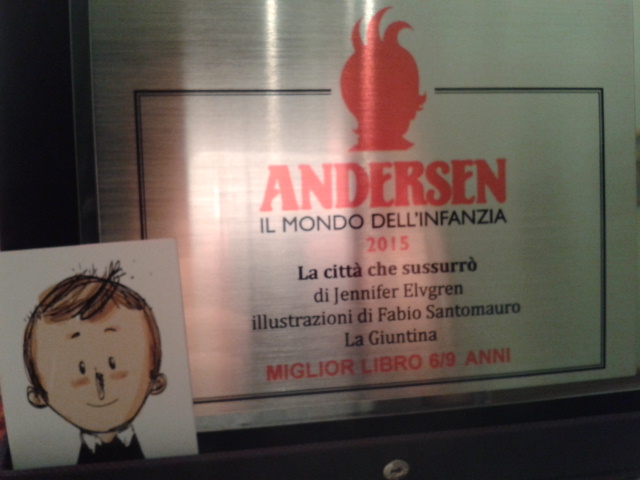 ANDERSEN
IL MONDO DELL'INFANZIA
2015
La città che sussurrò
di Jennifer Elvgren
illustrazioni di Fabio Santomauro
La Giuntina
MIGLIOR LIBRO 6/9 ANNI